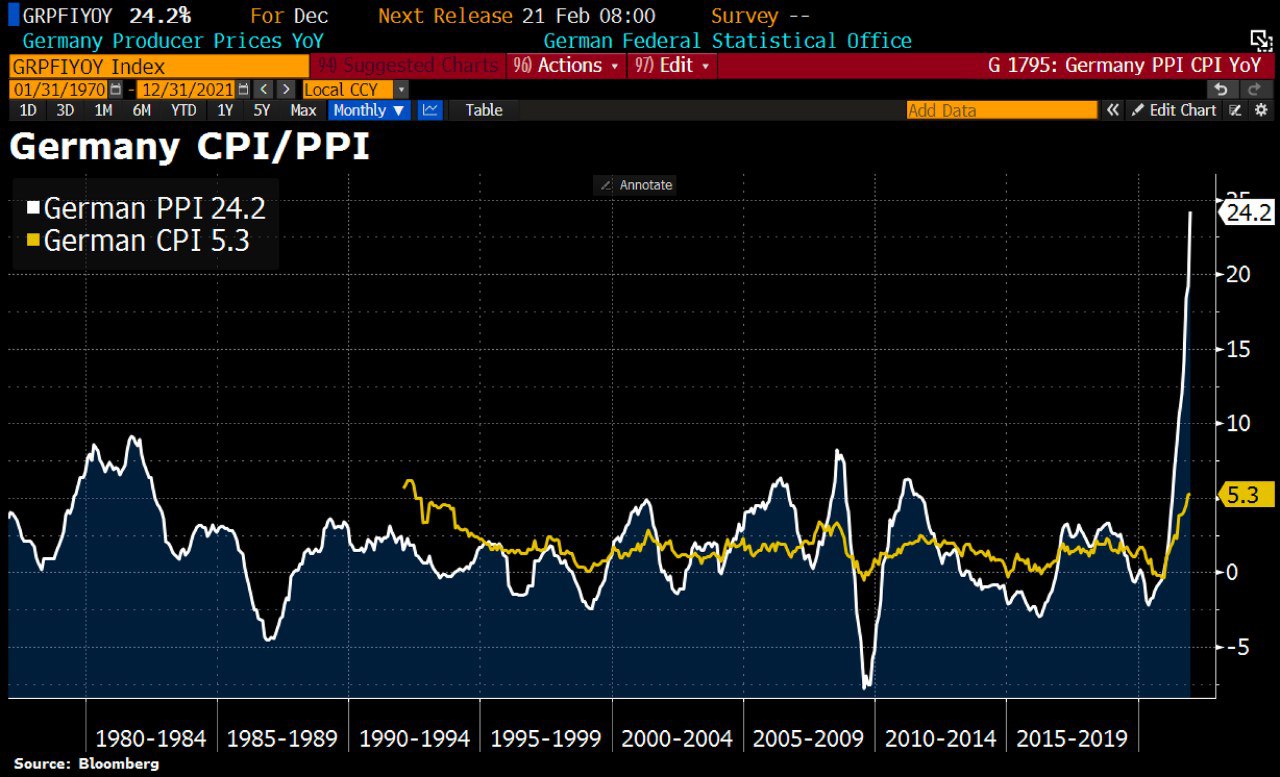 GRPFIYOY 24.2% For Dec Next Release 21 Feb 08:00 Survey --
Germany Producer Prices YoY German Federal Statistical Office
GRPFIYOY Index 94) Suggested Charts 96) Actions 97) Edit G 1795: Germany PPI CPI YoY
01/31/1970 - 12/31/2021 Local CCY
1D 3D 1M 6M YTD 1Y 5Y Max Monthly ▼ Table Add Data « Edit Chart
Germany CPI/PPI
Annotate
German PPI 24.2
German CPI 5.3
25
24.2
20
15
10
5.3
0
-5
1980-1984 1985-1989 1990-1994 1995-1999 2000-2004 2005-2009 2010-2014 2015-2019
Source: Bloomberg